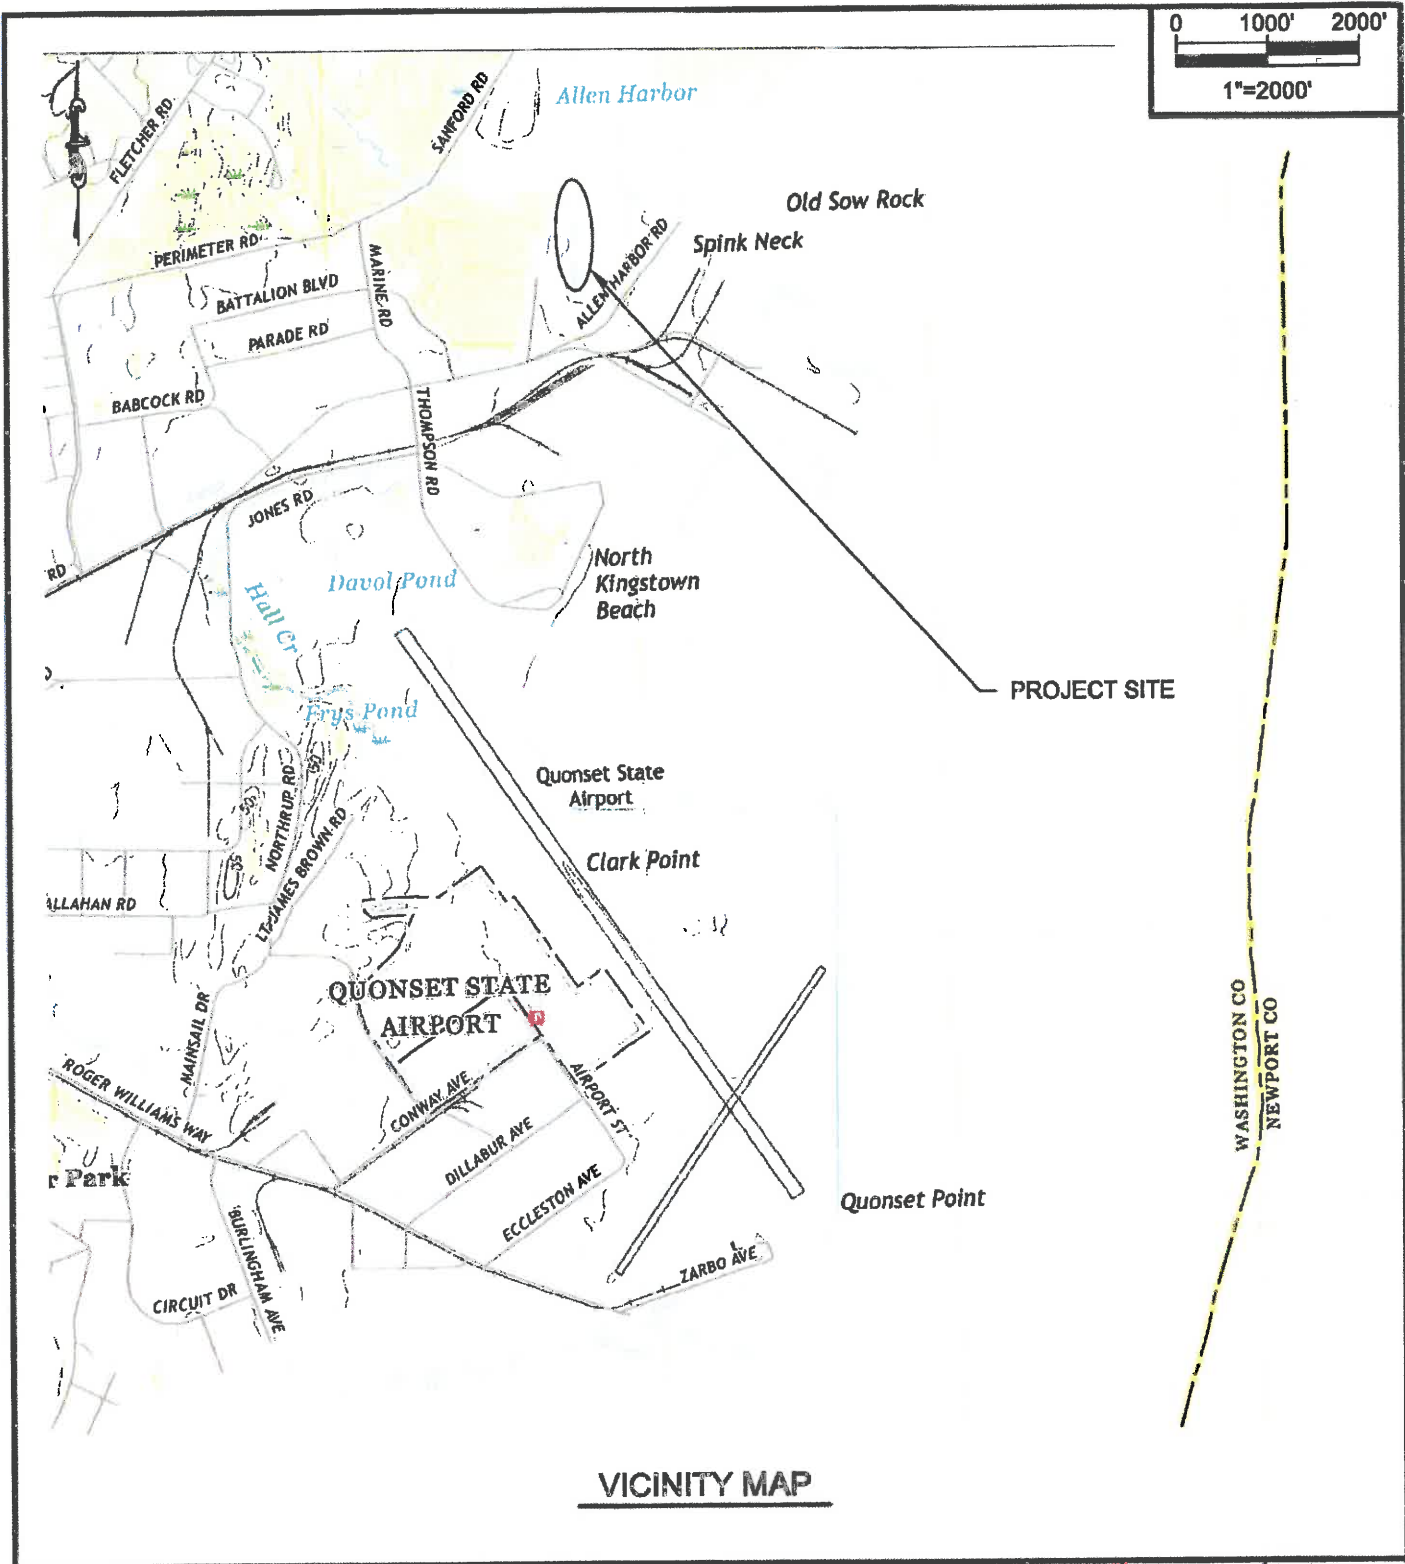 0 1000' 2000'
1"=2000'
Allen Harbor
SANFORD RD
FLETCHER RD
Old Sow Rock
Spink Neck
ALLEN HARBOR RD
PERIMETER RD
MARINE RD
BATTALION BLVD
PARADE RD
BABCOCK RD
THOMPSON RD
JONES RD
RD
North
Kingstown
Beach
Davol Pond
Hall Cr
PROJECT SITE
Frys Pond
50
50
Quonset State
Airport
NORTHRUP RD
LT JAMES BROWN RD
Clark Point
ALLAHAN RD
QUONSET STATE
AIRPORT
MAINSAIL DR
WASHINGTON CO
NEWPORT CO
ROGER WILLIAMS WAY
CONWAY AVE
AIRPORT ST
DILLABUR AVE
r Park
ECCLESTON AVE
Quonset Point
BURLINGHAM AVE
ZARBO AVE
CIRCUIT DR
VICINITY MAP